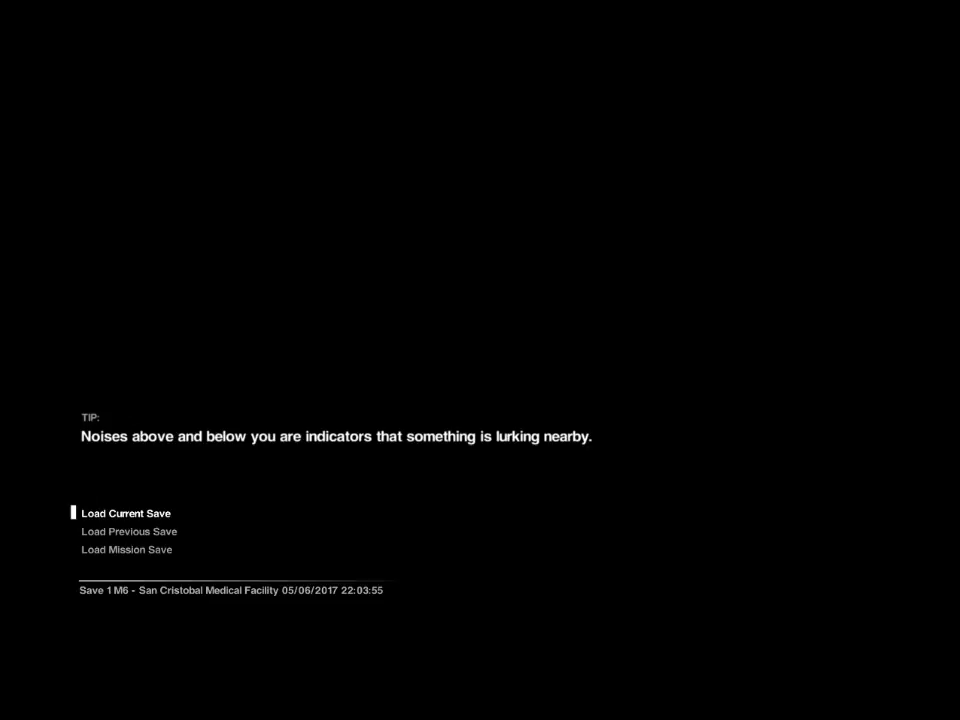 TIP:
Noises above and below you are indicators that something is lurking nearby.
Load Current Save
Load Previous Save
Load Mission Save
Save 1 M6 - San Cristobal Medical Facility 05/06/2017 22:03:55